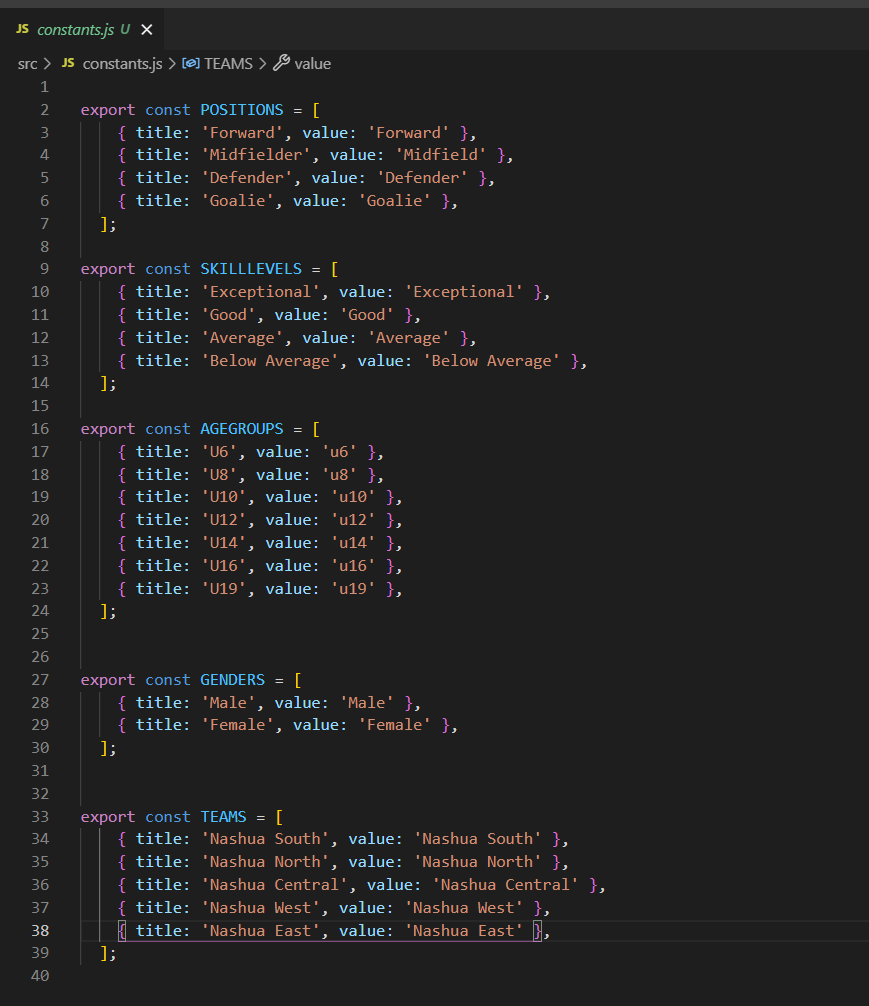 JS constants.js U ×
src > JS constants.js > TEAMS > value
1
2 export const POSITIONS = [
3 { title: 'Forward', value: 'Forward' },
4 { title: 'Midfielder', value: 'Midfield' },
5 { title: 'Defender', value: 'Defender' },
6 { title: 'Goalie', value: 'Goalie' },
7 ];
8
9 export const SKILLLEVELS = [
10 { title: 'Exceptional', value: 'Exceptional' },
11 { title: 'Good', value: 'Good' },
12 { title: 'Average', value: 'Average' },
13 { title: 'Below Average', value: 'Below Average' },
14 ];
15
16 export const AGEGROUPS = [
17 { title: 'U6', value: 'u6' },
18 { title: 'U8', value: 'u8' },
19 { title: 'U10', value: 'u10' },
20 { title: 'U12', value: 'u12' },
21 { title: 'U14', value: 'u14' },
22 { title: 'U16', value: 'u16' },
23 { title: 'U19', value: 'u19' },
24 ];
25
26
27 export const GENDERS = [
28 { title: 'Male', value: 'Male' },
29 { title: 'Female', value: 'Female' },
30 ];
31
32
33 export const TEAMS = [
34 { title: 'Nashua South', value: 'Nashua South' },
35 { title: 'Nashua North', value: 'Nashua North' },
36 { title: 'Nashua Central', value: 'Nashua Central' },
37 { title: 'Nashua West', value: 'Nashua West' },
38 { title: 'Nashua East', value: 'Nashua East' },
39 ];
40